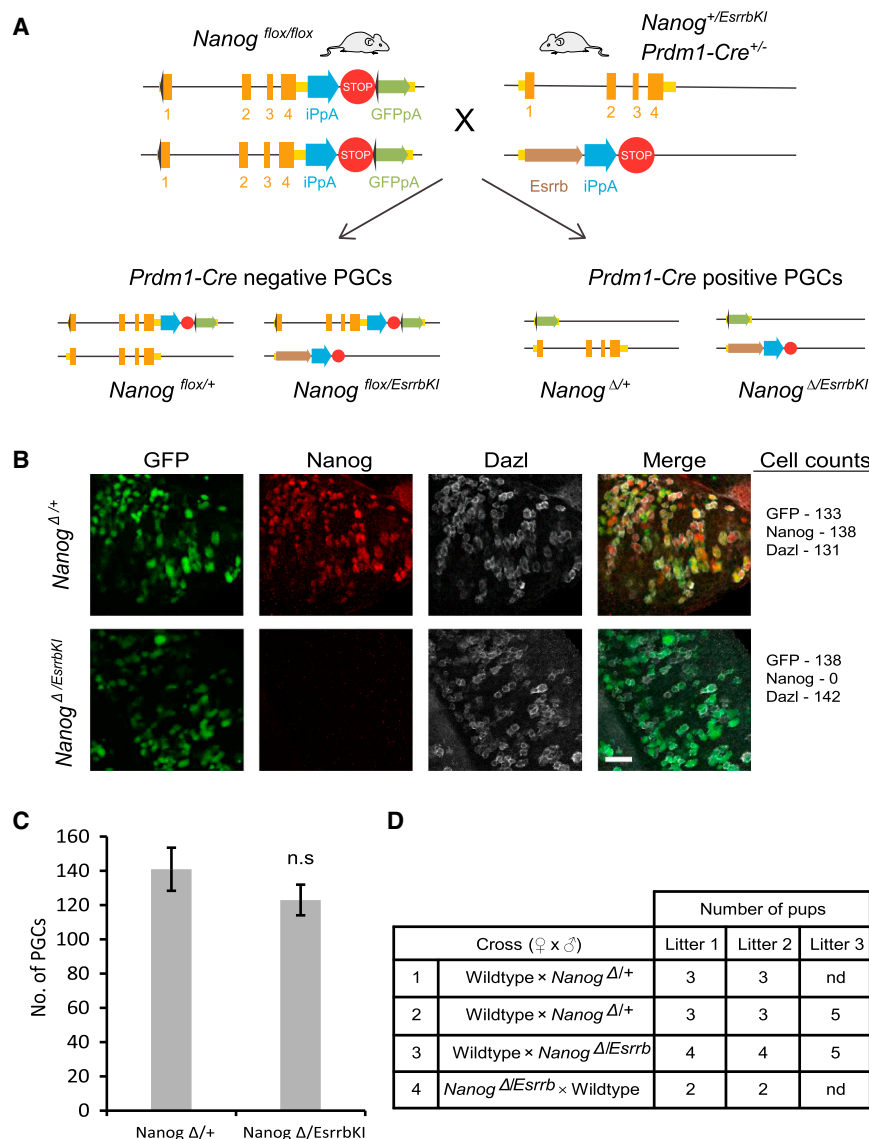 A
Nanog flox/flox
Nanog+/EsrrbKI
Prdm1-Cre+/-
STOP
1 2 3 4 iPpA GFPpA
1 2 3 4
X
STOP
1 2 3 4 iPpA GFPpA
STOP
Esrrb iPpA
Prdm1-Cre negative PGCs
Prdm1-Cre positive PGCs
Nanog flox/+
Nanog flox/EsrrbKI
Nanog Δ/+
Nanog Δ/EsrrbKI
B
GFP Nanog Dazl Merge Cell counts
Nanog Δ/+
GFP - 133
Nanog - 138
Dazl - 131
Nanog Δ/EsrrbKI
GFP - 138
Nanog - 0
Dazl - 142
C
No. of PGCs
160
140
120
100
80
60
40
20
0
n.s
Nanog Δ/+ Nanog Δ/EsrrbKI
D
Number of pups
Cross (♀ x ♂) Litter 1 Litter 2 Litter 3
1 Wildtype × Nanog Δ/+ 3 3 nd
2 Wildtype × Nanog Δ/+ 3 3 5
3 Wildtype × Nanog Δ/Esrrb 4 4 5
4 Nanog Δ/Esrrb × Wildtype 2 2 nd